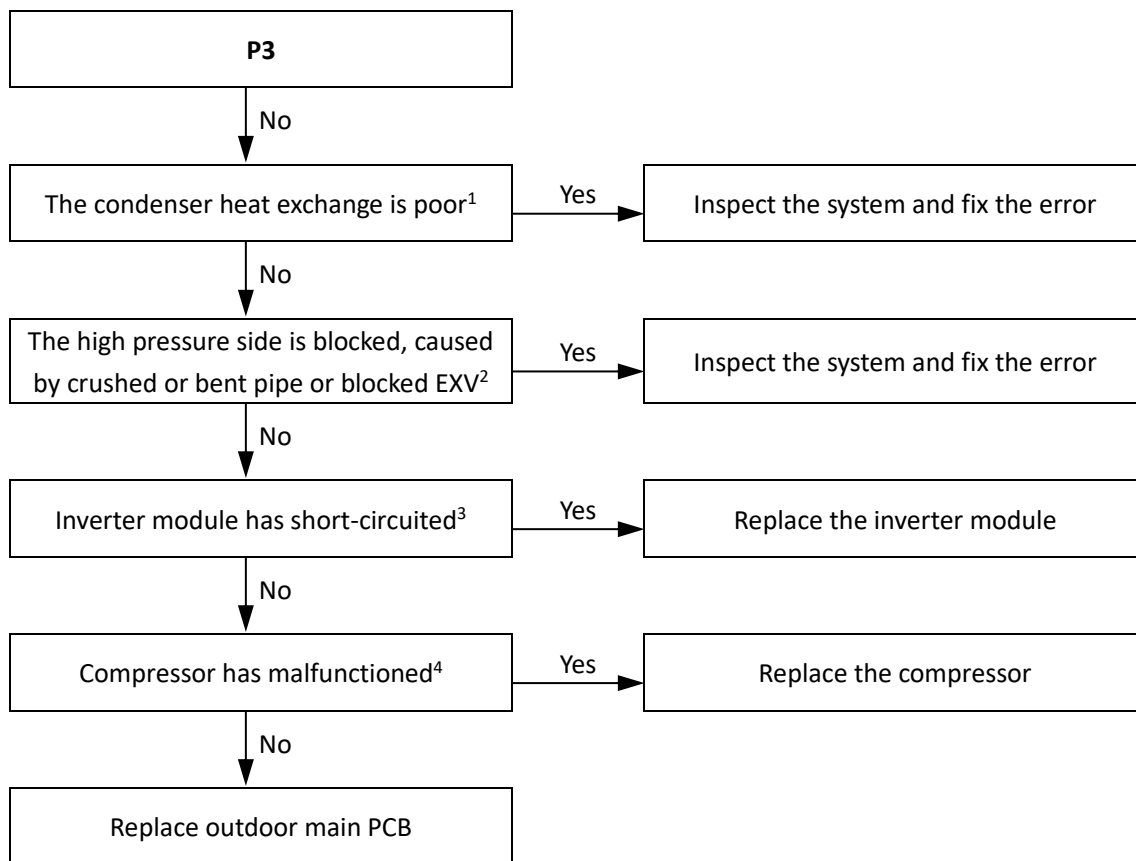 P3
No
The condenser heat exchange is poor¹
Yes
Inspect the system and fix the error
No
The high pressure side is blocked, caused
by crushed or bent pipe or blocked EXV²
Yes
Inspect the system and fix the error
No
Inverter module has short-circuited³
Yes
Replace the inverter module
No
Compressor has malfunctioned⁴
Yes
Replace the compressor
No
Replace outdoor main PCB